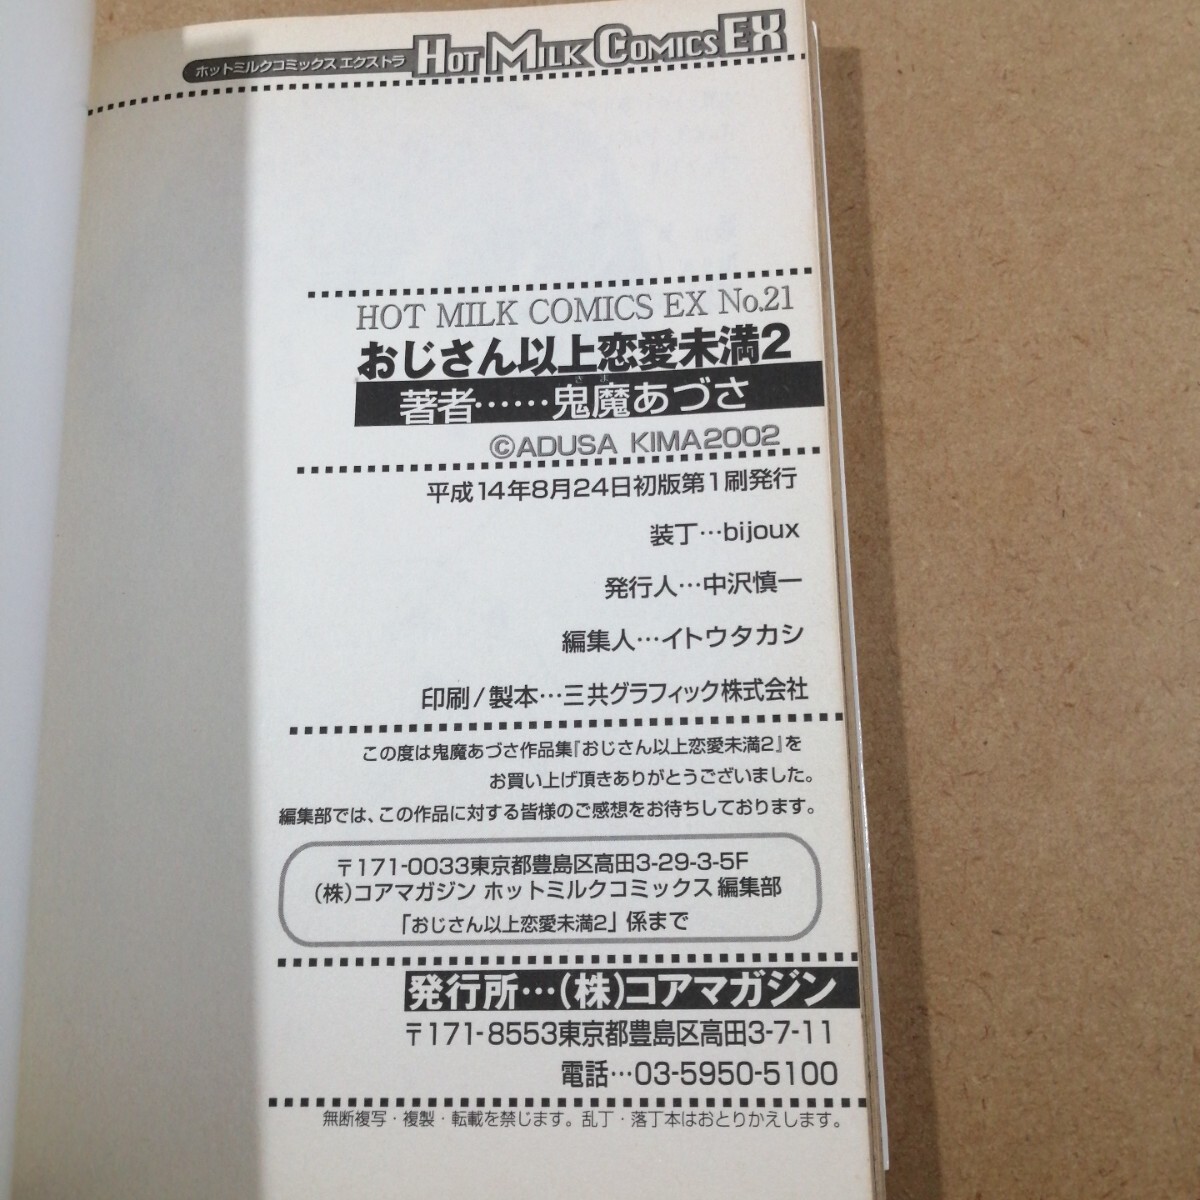 ホットミルクコミックス エクストラ HOT MILK COMICS EX
HOT MILK COMICS EX No.21
おじさん以上恋愛未満2
きま
著者……鬼魔あづさ
©ADUSA KIMA2002
平成14年8月24日初版第1刷発行
装丁…bijoux
発行人…中沢慎一
編集人…イトウタカシ
印刷/製本…三共グラフィック株式会社
この度は鬼魔あづさ作品集『おじさん以上恋愛未満2』を
お買い上げ頂きありがとうございました。
編集部では、この作品に対する皆様のご感想をお待ちしております。
〒171-0033東京都豊島区高田3-29-3-5F
(株)コアマガジン ホットミルクコミックス編集部
「おじさん以上恋愛未満2」係まで
発行所…(株)コアマガジン
〒171-8553東京都豊島区高田3-7-11
電話…03-5950-5100
無断複写・複製・転載を禁じます。乱丁・落丁本はおとりかえします。